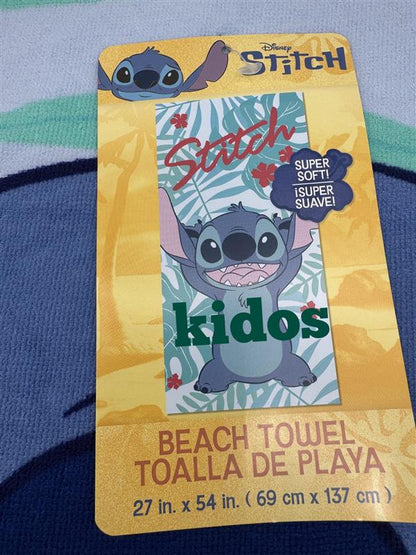 Disney
Stitch
Stitch
SUPER
SOFT!
¡SUPER
SUAVE!
kidos
BEACH TOWEL
TOALLA DE PLAYA
27 in. x 54 in. ( 69 cm x 137 cm )